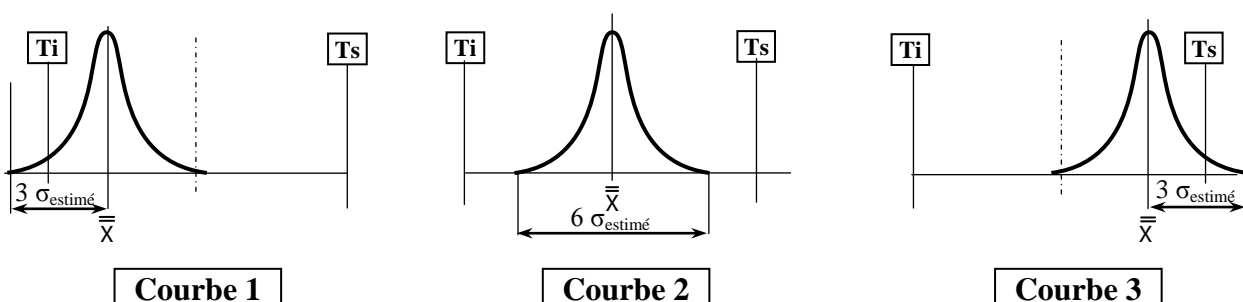 Ti
Ts
3 σestimé
X̿
Courbe 1
Ti
Ts
X̿
6 σestimé
Courbe 2
Ti
Ts
3 σestimé
X̿
Courbe 3